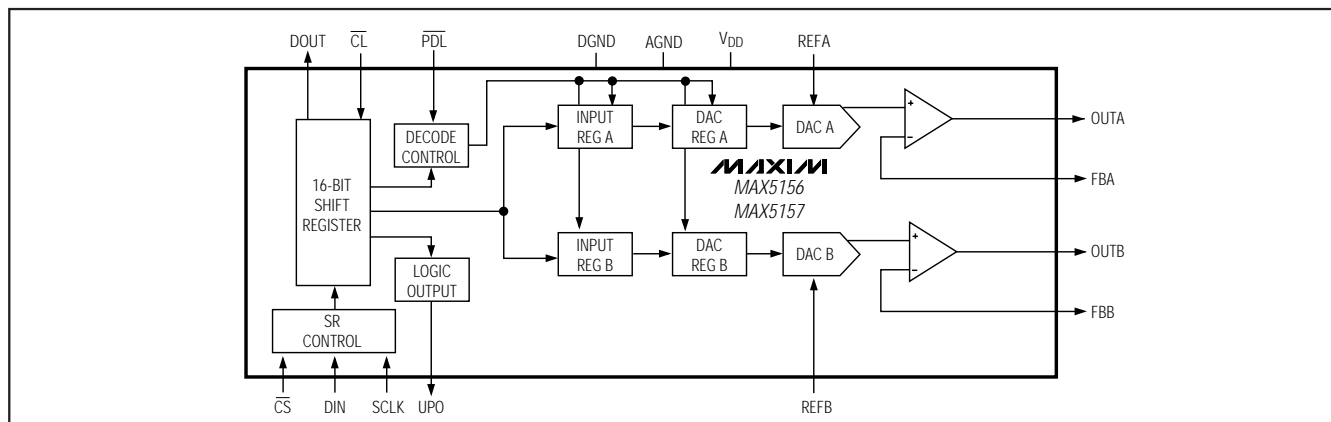 DOUT CL PDL DGND AGND VDD REFA
DECODE
CONTROL
16-BIT
SHIFT
REGISTER
LOGIC
OUTPUT
SR
CONTROL
INPUT
REG A
DAC
REG A
DAC A
+
−
OUTA
FBA
MAXIM
MAX5156
MAX5157
INPUT
REG B
DAC
REG B
DAC B
+
−
OUTB
FBB
CS DIN SCLK UPO REFB